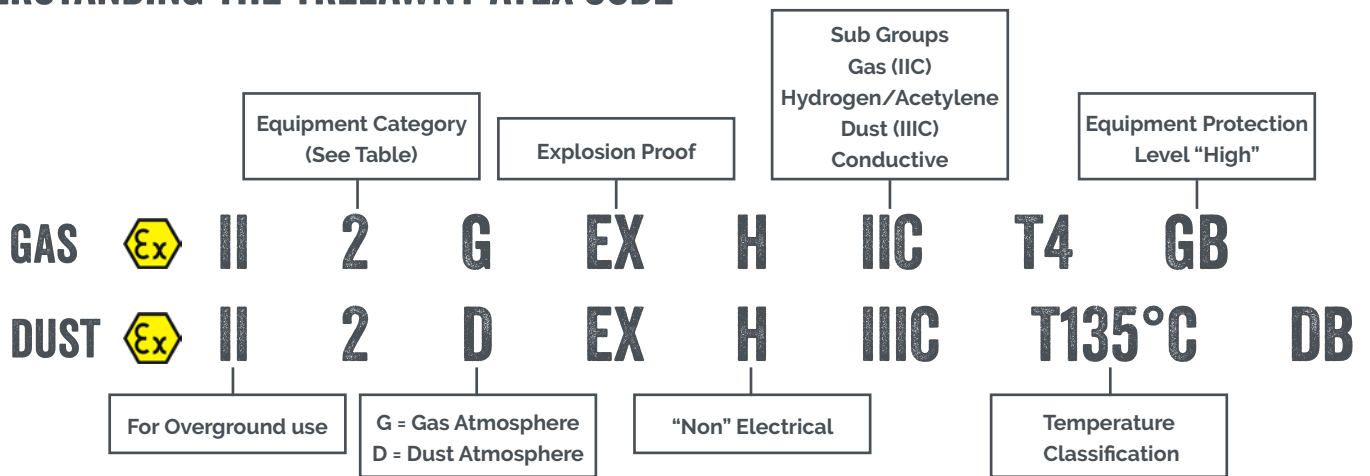 Sub Groups
Gas (IIC)
Hydrogen/Acetylene
Dust (IIIC)
Conductive
Equipment Category
(See Table)
Explosion Proof
Equipment Protection
Level “High”
GAS Ex II 2 G EX H IIC T4 GB
DUST Ex II 2 D EX H IIIC T135°C DB
For Overground use
G = Gas Atmosphere
D = Dust Atmosphere
“Non” Electrical
Temperature
Classification